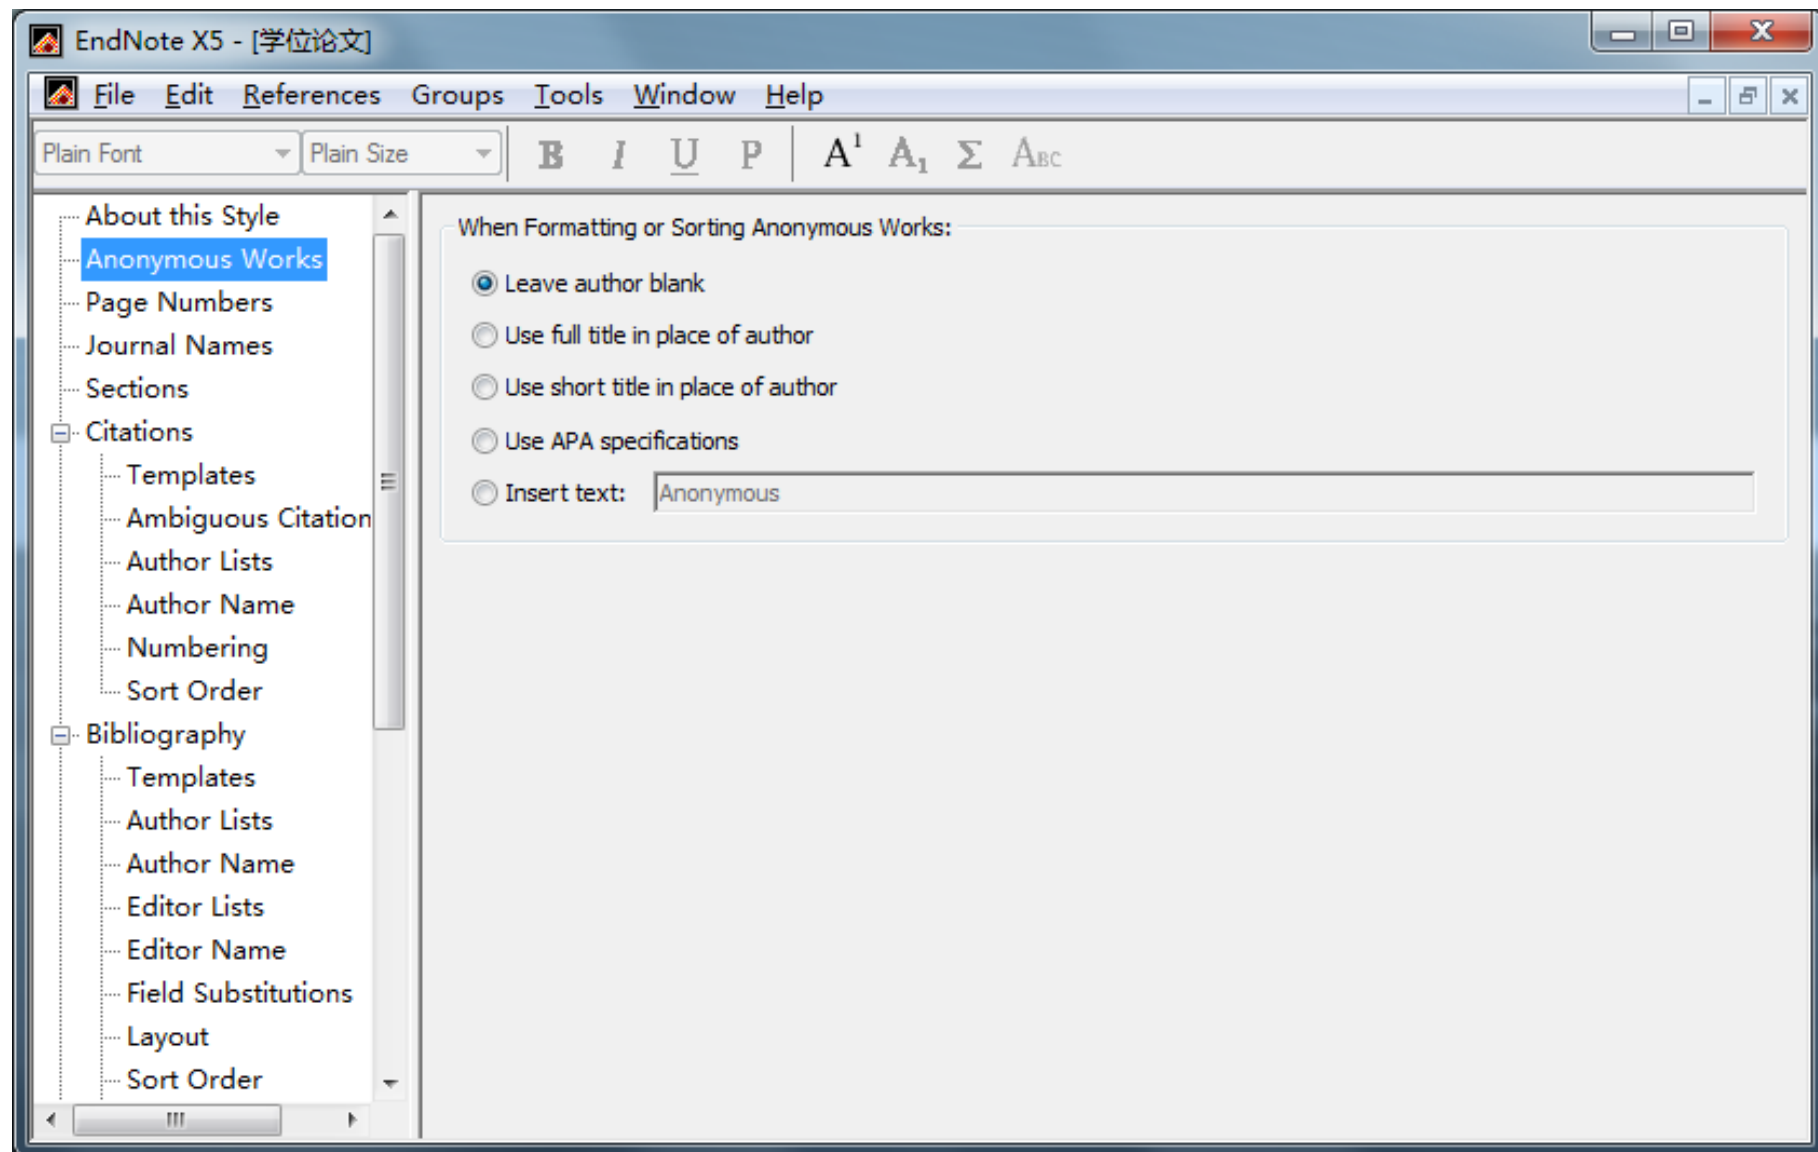 EndNote X5 - [学位论文]
File Edit References Groups Tools Window Help
Plain Font Plain Size B I U P A¹ A₁ Σ ABC
About this Style
Anonymous Works
Page Numbers
Journal Names
Sections
Citations
Templates
Ambiguous Citation
Author Lists
Author Name
Numbering
Sort Order
Bibliography
Templates
Author Lists
Author Name
Editor Lists
Editor Name
Field Substitutions
Layout
Sort Order
When Formatting or Sorting Anonymous Works:
Leave author blank
Use full title in place of author
Use short title in place of author
Use APA specifications
Insert text: Anonymous